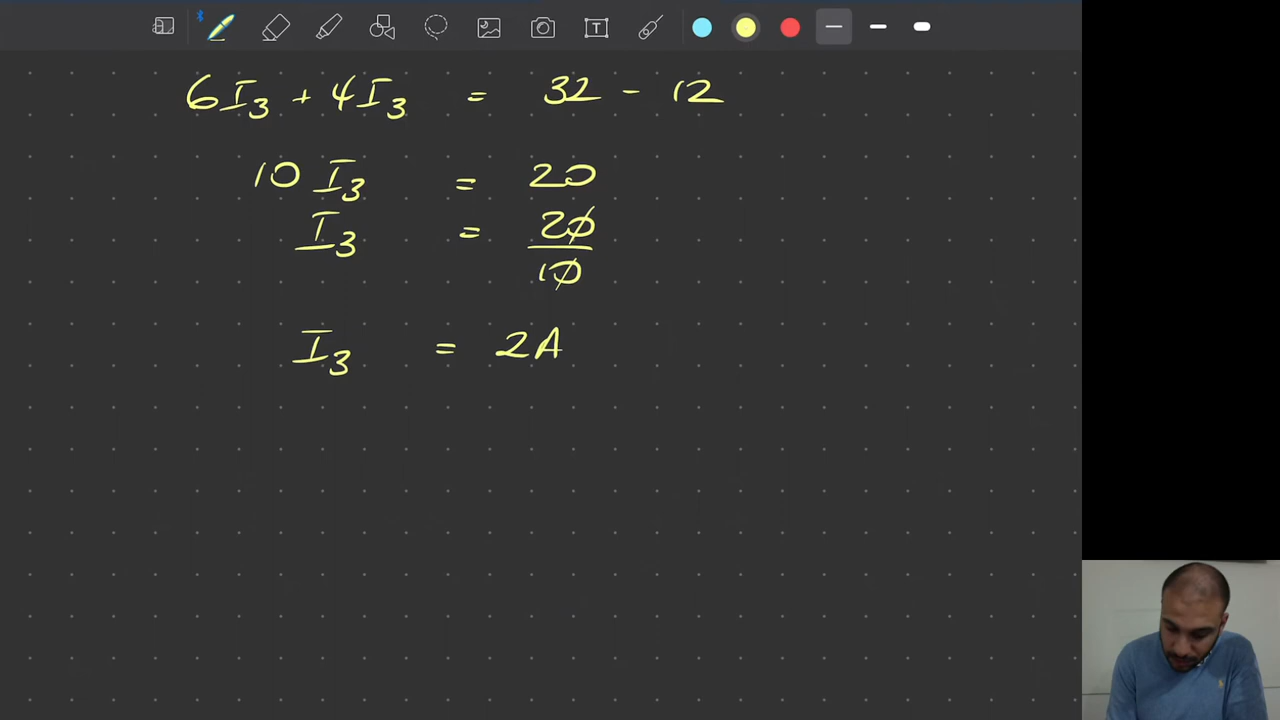 6I₃ + 4I₃ = 32 - 12
10 I₃ = 20
I₃ = 20/10
I₃ = 2A